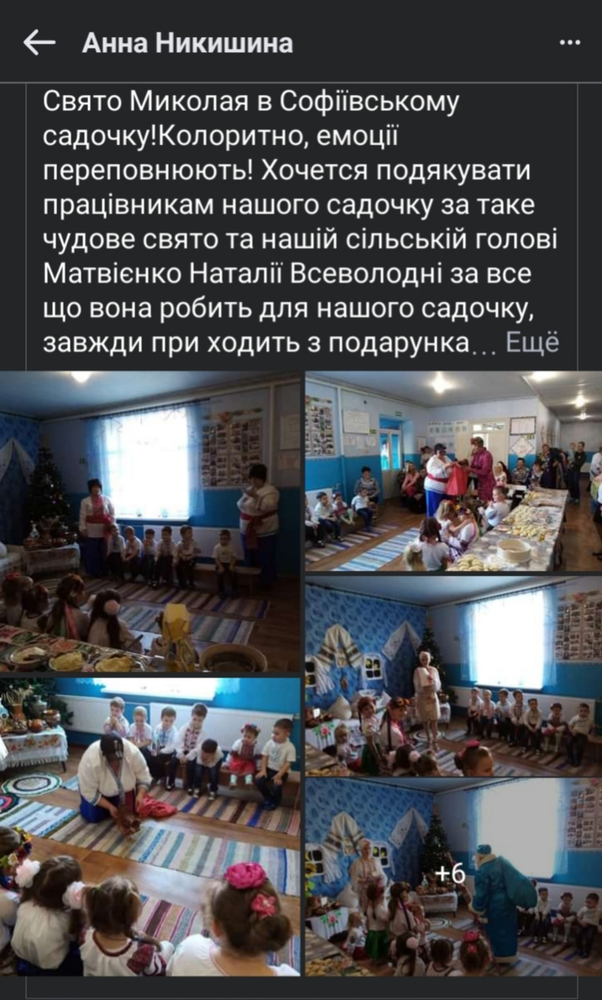 Анна Никишина
Свято Миколая в Софіївському
садочку!Колоритно, емоції
переповнюють! Хочется подякувати
працівникам нашого садочку за таке
чудове свято та нашій сільській голові
Матвієнко Наталії Всеволодні за все
що вона робить для нашого садочку,
завжди при ходить з подарунка... Ещё
+6